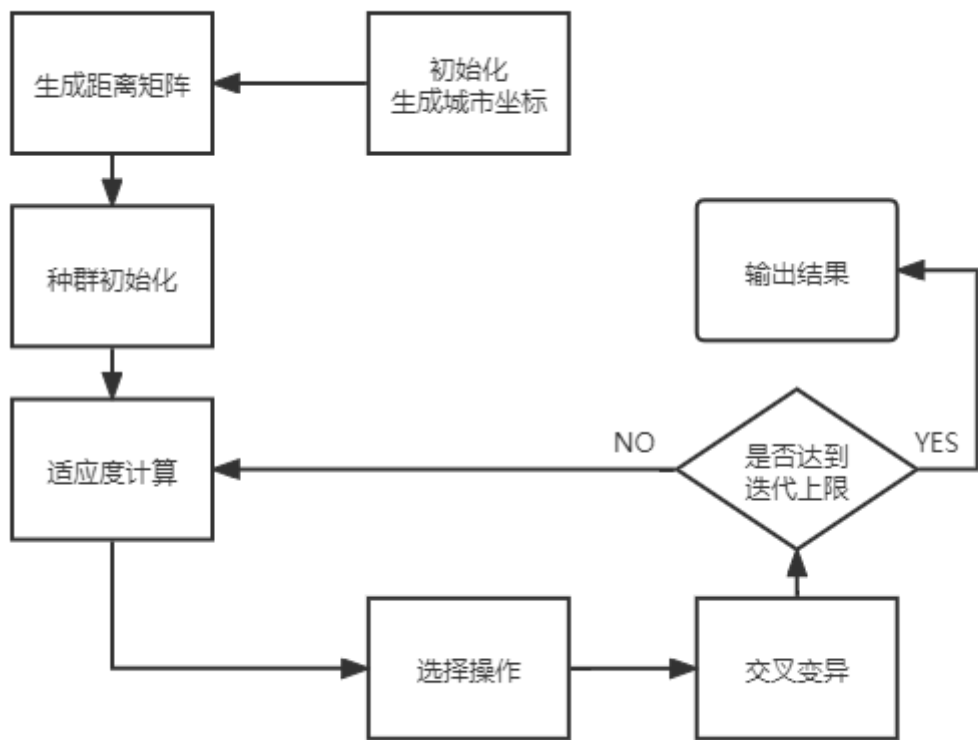 生成距离矩阵
初始化
生成城市坐标
种群初始化
输出结果
适应度计算
NO
是否达到
迭代上限
YES
选择操作
交叉变异